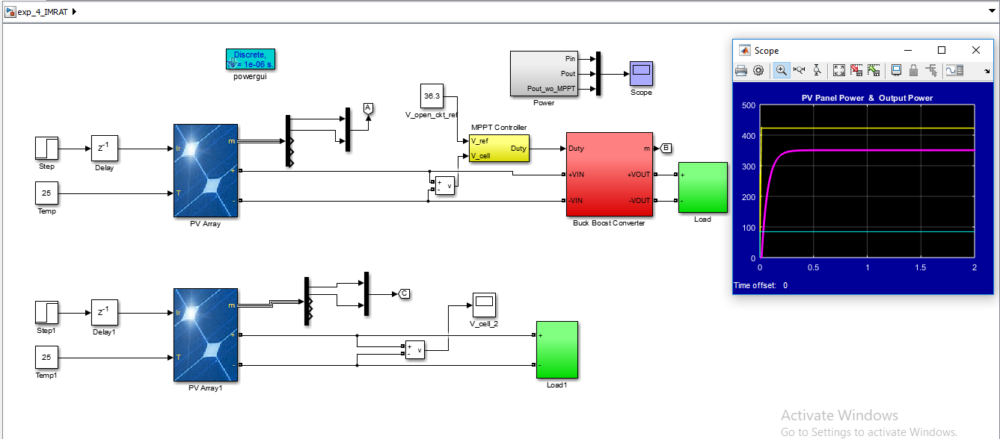 exp_4_IMRAT
Discrete,
Ts = 1e-06 s.
powergui
Step
z-1
Delay
25
Temp
Ir
T
m
+
-
PV Array
A
36.3
V_open_ckt_ref
+
-
v
MPPT Controller
V_ref
V_cell
Duty
Pin
Pout
Pout_wo_MPPT
Power
Scope
Duty
+VIN
-VIN
m
+VOUT
-VOUT
Buck Boost Converter
B
+
-
Load
Scope
PV Panel Power & Output Power
500
400
300
200
100
0
0
0.5
1
1.5
2
Time offset: 0
Step1
z-1
Delay1
25
Temp1
Ir
T
m
+
-
PV Array1
C
+
-
v
V_cell_2
+
-
Load1
Activate Windows
Go to Settings to activate Windows.